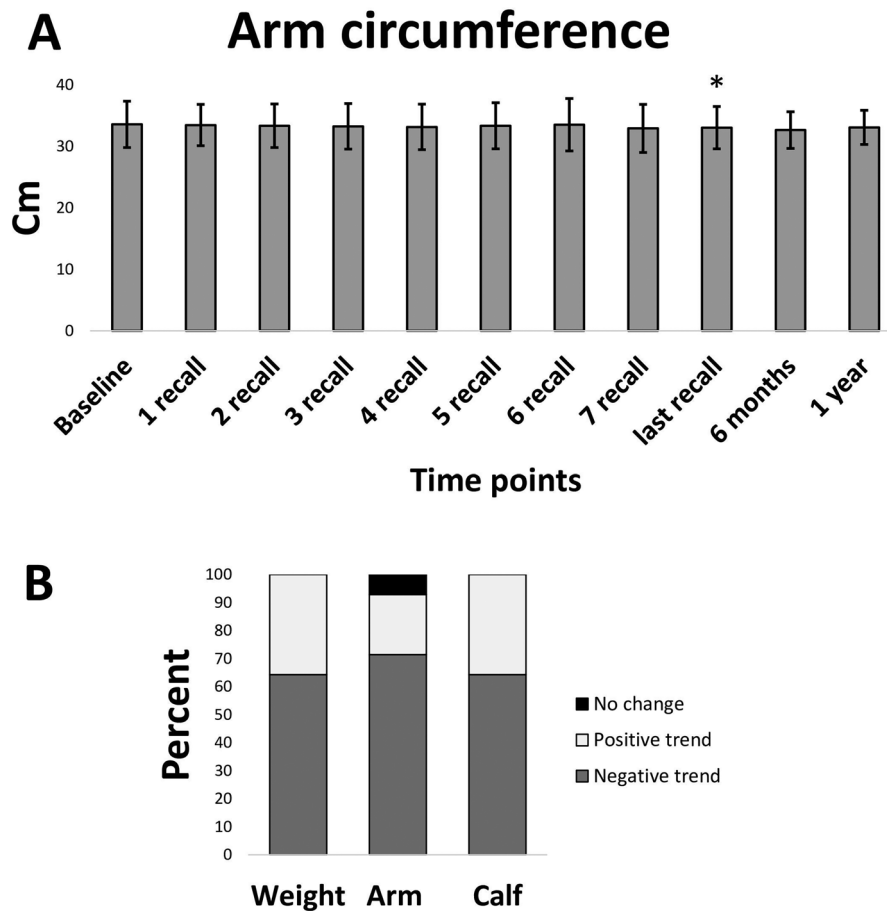 A
Arm circumference
*
40
30
20
10
0
Cm
Baseline
1 recall
2 recall
3 recall
4 recall
5 recall
6 recall
7 recall
last recall
6 months
1 year
Time points
B
100
90
80
70
60
50
40
30
20
10
0
Percent
Weight
Arm
Calf
No change
Positive trend
Negative trend